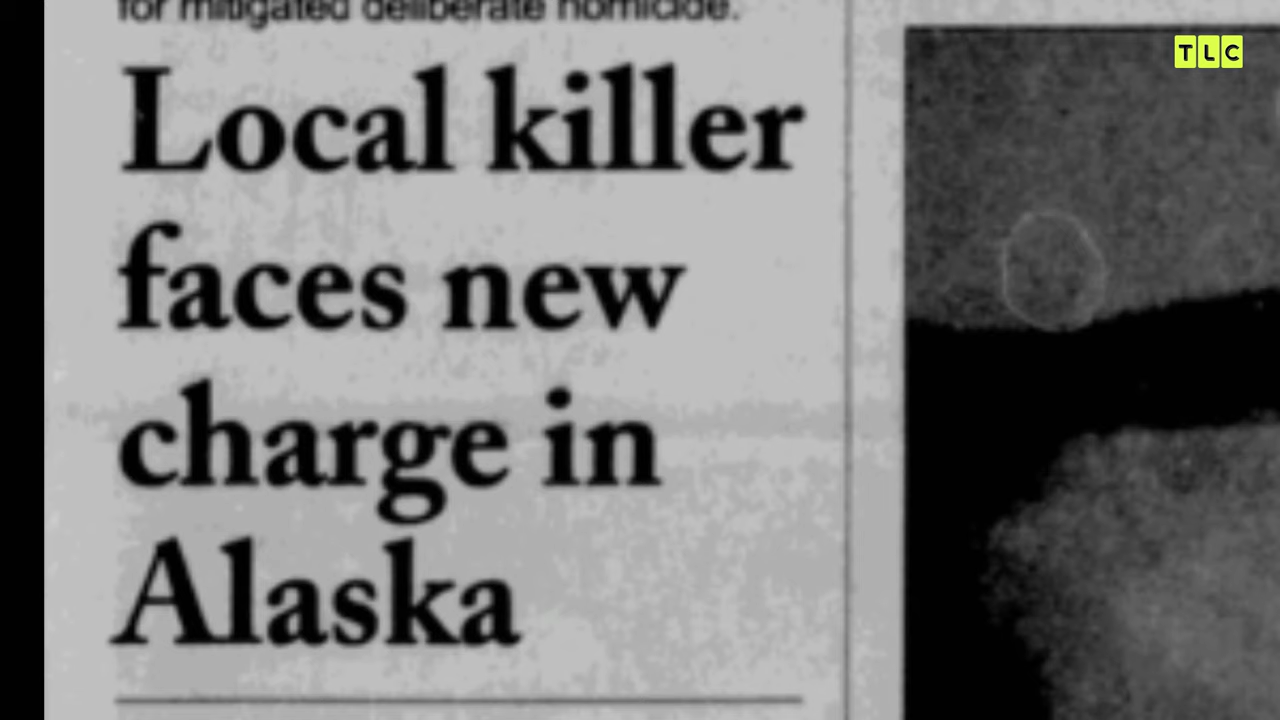 for mitigated deliberate homicide.
Local killer
faces new
charge in
Alaska
TLC